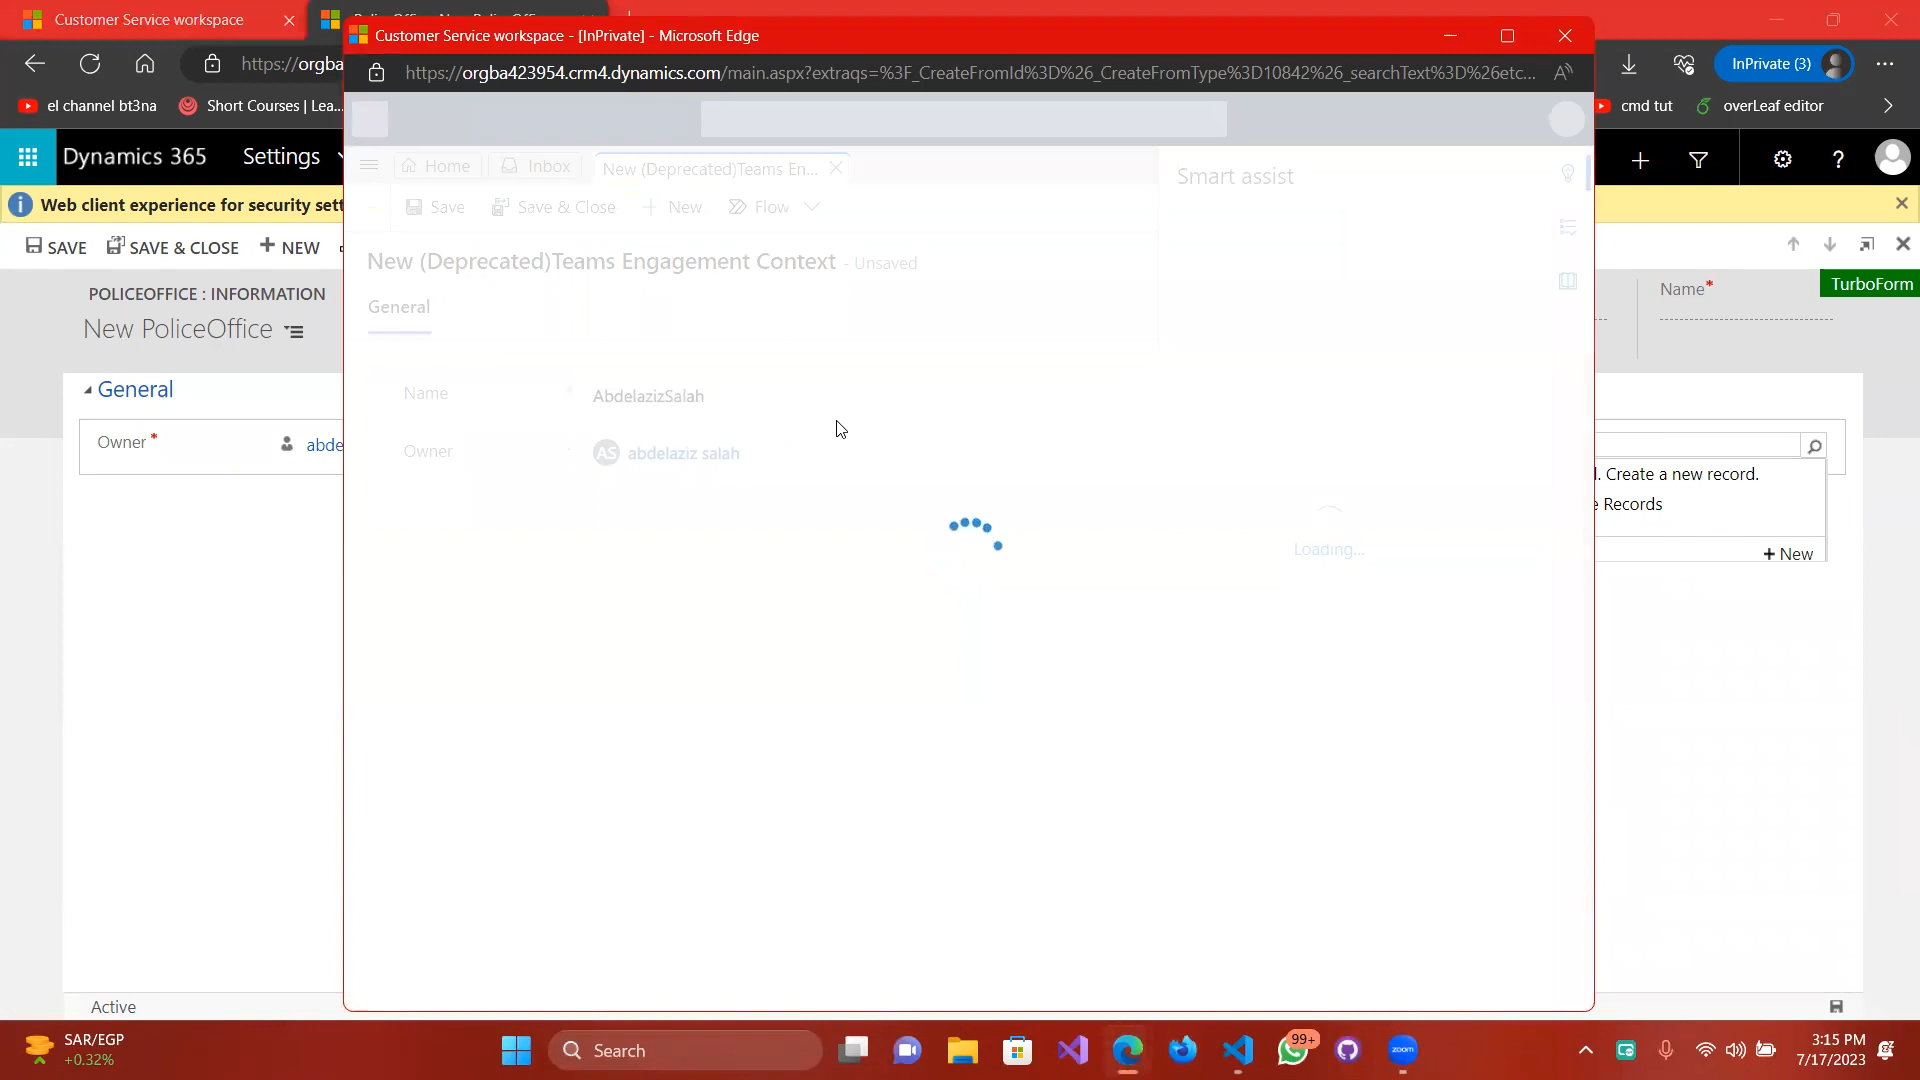 Customer Service workspace
Customer Service workspace - [InPrivate] - Microsoft Edge
https://orgba
https://orgba423954.crm4.dynamics.com/main.aspx?extraqs=%3F_CreateFromId%3D%26_CreateFromType%3D10842%26_searchText%3D%26etc...
InPrivate (3)
el channel bt3na
Short Courses | Lea...
cmd tut
overLeaf editor
Dynamics 365
Settings
Home
Inbox
New (Deprecated)Teams En...
Smart assist
Web client experience for security sett
Save
Save & Close
New
Flow
SAVE
SAVE & CLOSE
NEW
New (Deprecated)Teams Engagement Context - Unsaved
POLICEOFFICE : INFORMATION
New PoliceOffice
Name*
TurboForm
General
General
Name
AbdelazizSalah
Owner *
abde
Owner
AS abdelaziz salah
. Create a new record.
Records
New
Loading...
Active
SAR/EGP
+0.32%
Search
99+
zoom
3:15 PM
7/17/2023